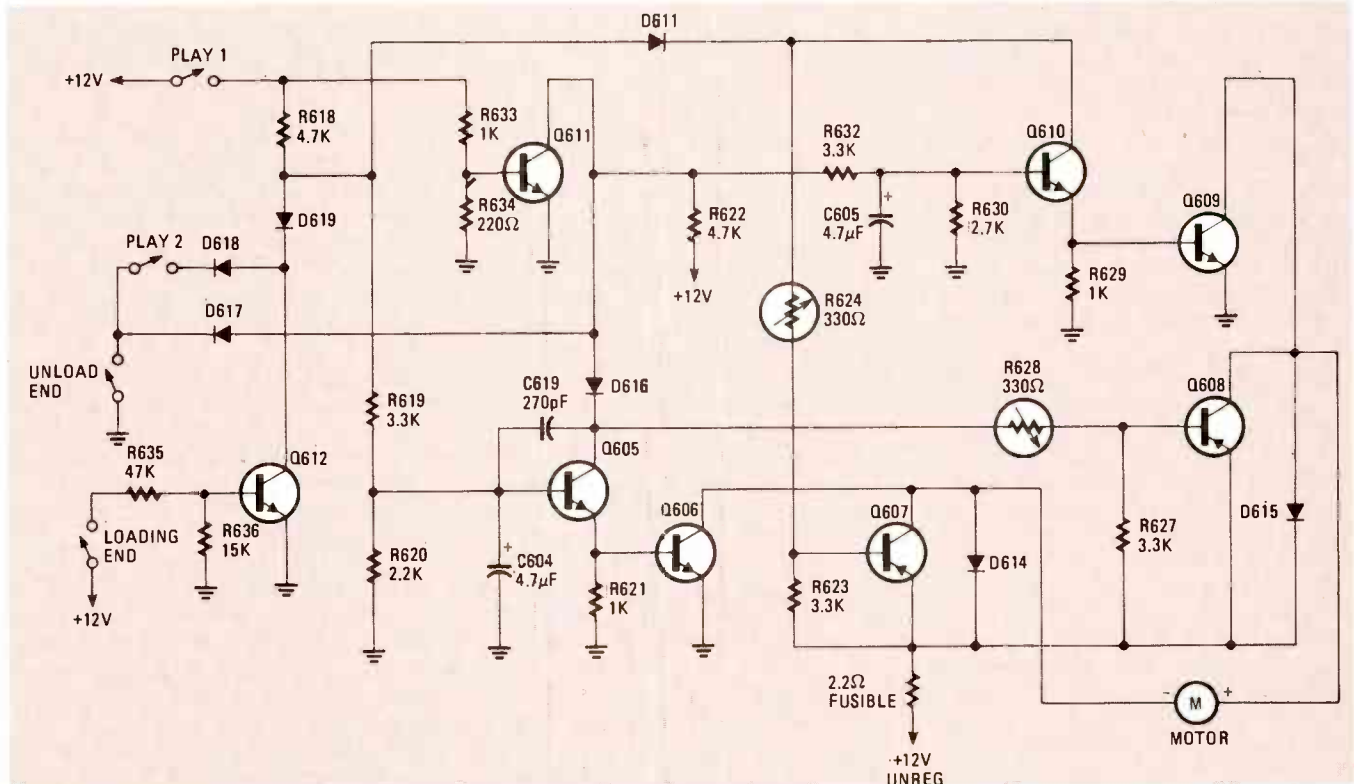 PLAY 1
+12V
R618
4.7K
D619
PLAY 2
D618
D617
UNLOAD
END
R635
47K
LOADING
END
+12V
R636
15K
Q612
R633
1K
R634
220Ω
Q611
D611
R622
4.7K
+12V
R632
3.3K
C605
4.7µF
+
R630
2.7K
Q610
R629
1K
Q609
R624
330Ω
R619
3.3K
R620
2.2K
C619
270pF
D616
Q605
+
C604
4.7µF
R621
1K
Q606
R623
3.3K
Q607
D614
R628
330Ω
R627
3.3K
Q608
D615
2.2Ω
FUSIBLE
+12V
UNREG
-
M
+
MOTOR